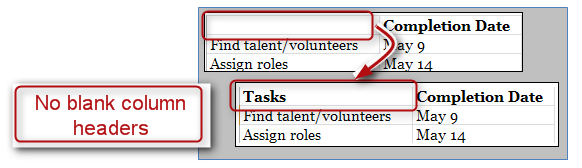 Completion Date
Find talent/volunteers May 9
Assign roles May 14
No blank column
headers
Tasks Completion Date
Find talent/volunteers May 9
Assign roles May 14